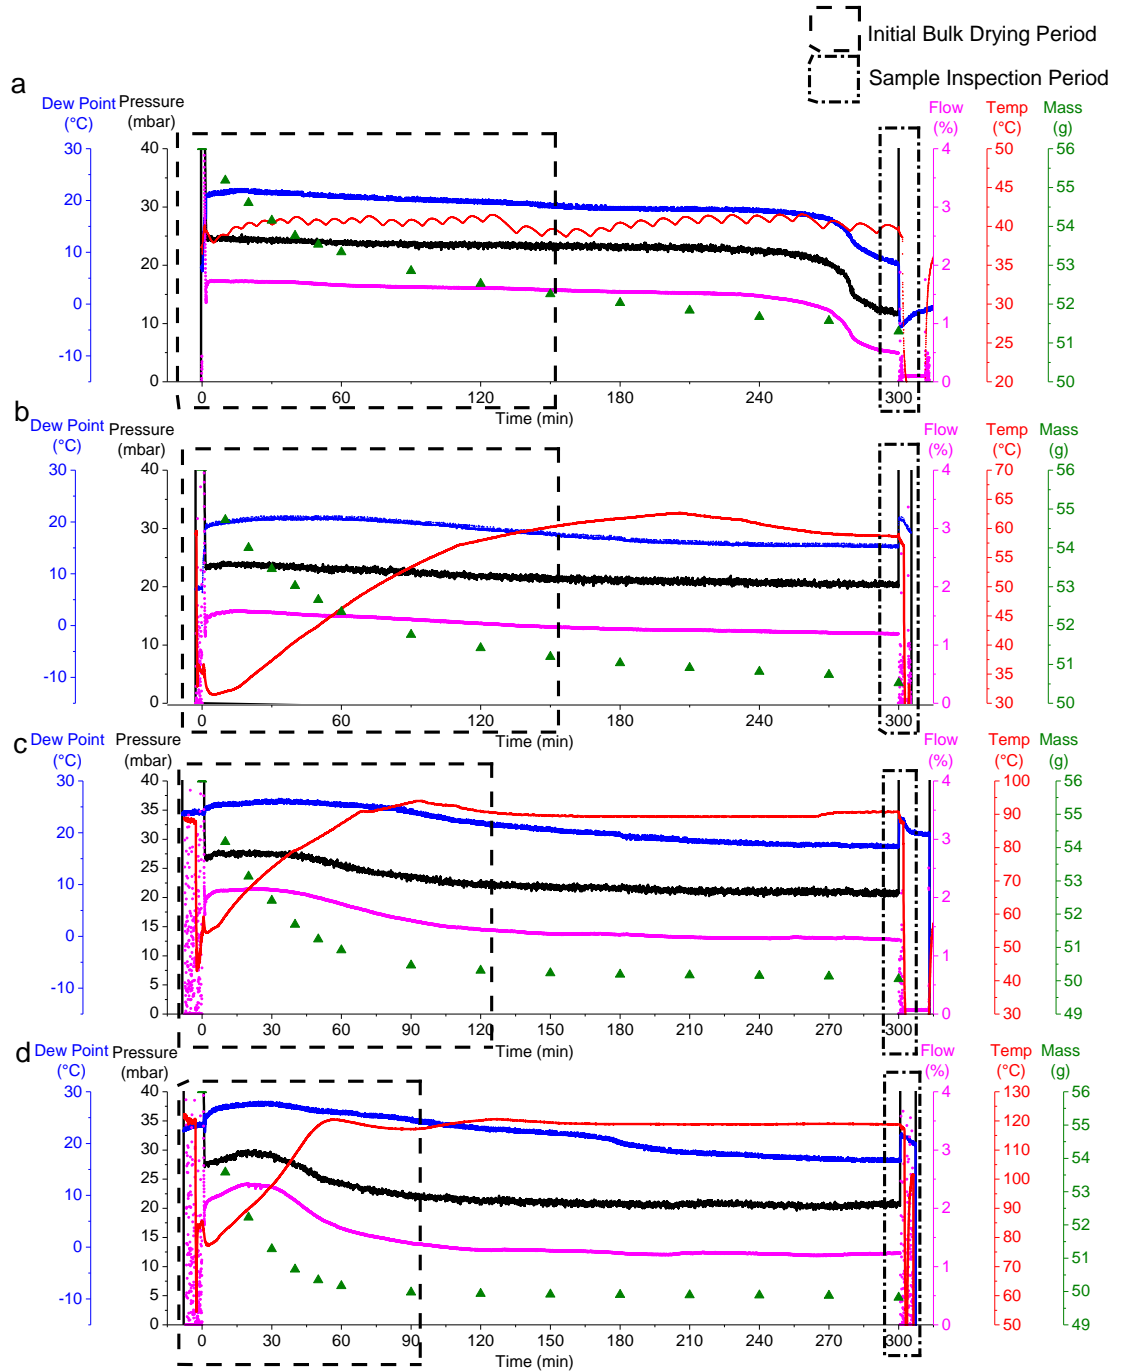 Initial Bulk Drying Period
Sample Inspection Period
a
Dew Point Pressure Flow Temp Mass
(°C) (mbar) (%) (°C) (g)
30 40 4 50 56
45 55
20 30 3 40 54
10 35 53
20 2 30 52
0 10 1 25 51
-10 0 0 20 50
0 30 60 90 120 150 180 210 240 270 300
Time (min)
b
Dew Point Pressure Flow Temp Mass
(°C) (mbar) (%) (°C) (g)
30 40 4 70 56
65
20 30 3 60 55
55 54
10 20 2 50 53
45
0 10 1 40 52
35 51
-10 0 0 30 50
0 30 60 90 120 150 180 210 240 270 300
Time (min)
c
Dew Point Pressure Flow Temp Mass
(°C) (mbar) (%) (°C) (g)
30 40 4 100 56
35 90 55
20 30 3 80 54
25 70 53
10 20 2 60 52
15 50 51
0 10 1 40 50
-10 5
0 0 30 49
0 30 60 90 120 150 180 210 240 270 300
Time (min)
d
Dew Point Pressure Flow Temp Mass
(°C) (mbar) (%) (°C) (g)
30 40 4 130 56
35 120 55
20 30 3 110 54
25 100 53
10 20 2 90 52
15 80 51
0 10 1 70 50
-10 5 60
0 0 50 49
0 30 60 90 120 150 180 210 240 270 300
Time (min)